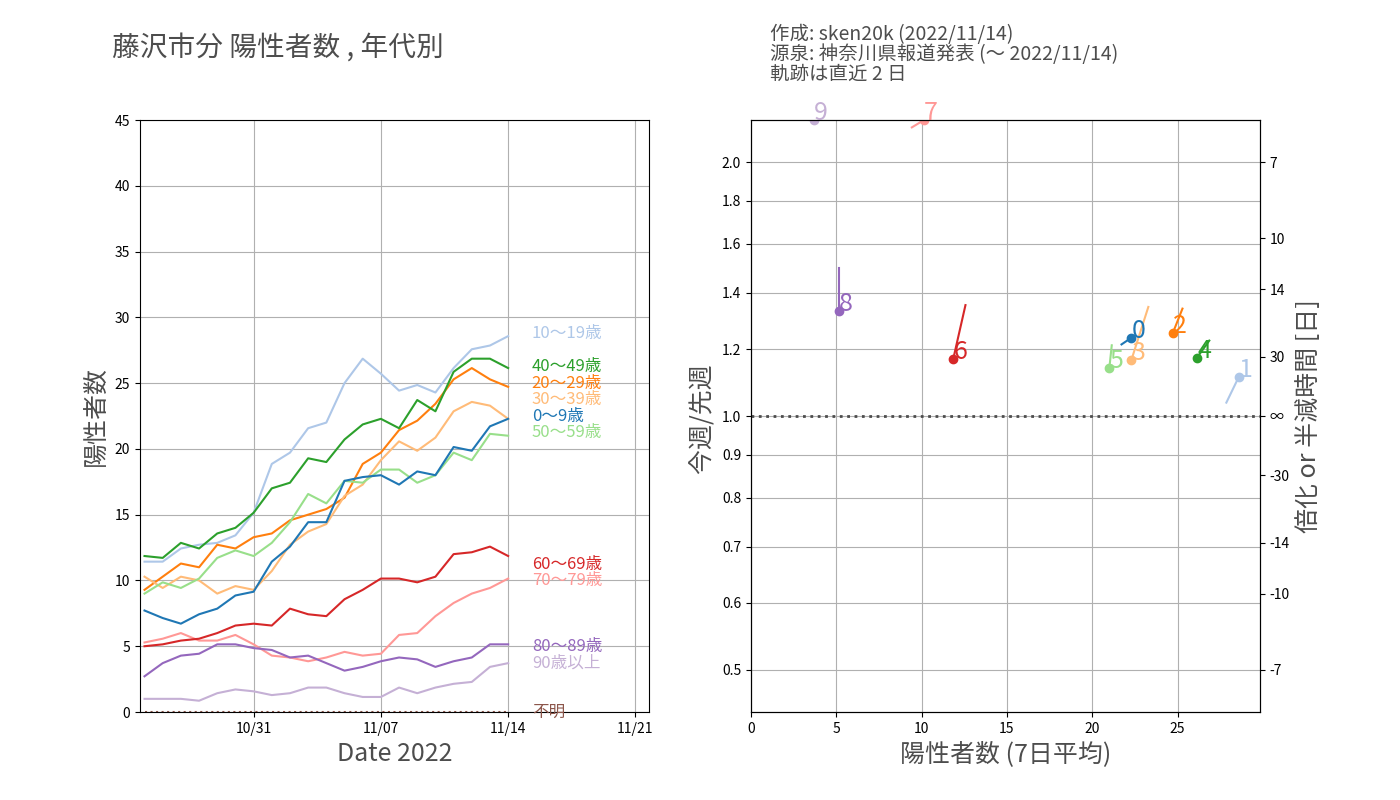 藤沢市分 陽性者数 , 年代別
作成: sken20k (2022/11/14)
源泉: 神奈川県報道発表 (〜 2022/11/14)
軌跡は直近 2 日
陽性者数
45
40
35
30
25
20
15
10
5
0
10/31
11/07
11/14
11/21
Date 2022
10〜19歳
40〜49歳
20〜29歳
30〜39歳
0〜9歳
50〜59歳
60〜69歳
70〜79歳
80〜89歳
90歳以上
不明
今週/先週
2.0
1.8
1.6
1.4
1.2
1.0
0.9
0.8
0.7
0.6
0.5
9
7
8
6
5
0
3
2
4
1
0
5
10
15
20
25
陽性者数 (7日平均)
7
10
14
30
∞
-30
-14
-10
-7
倍化 or 半減時間 [日]